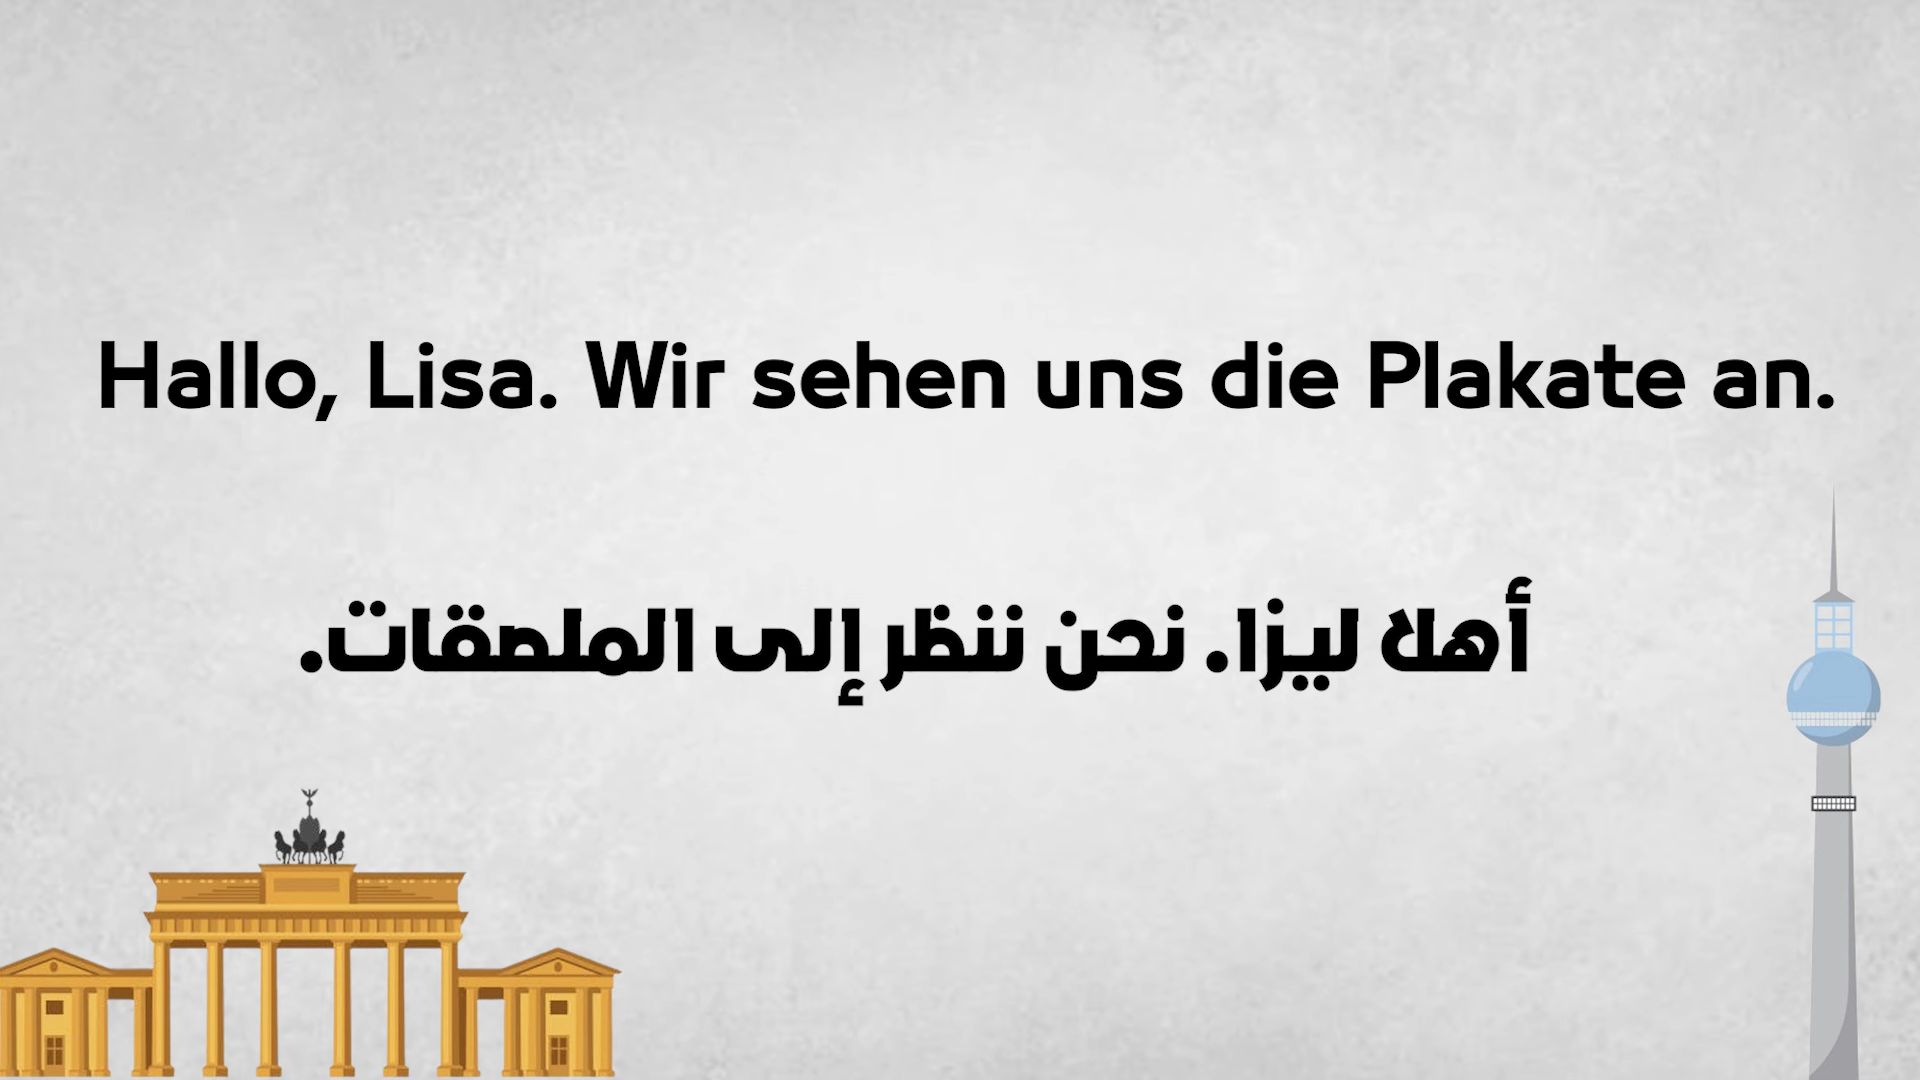 Hallo, Lisa. Wir sehen uns die Plakate an.
أهلا ليزا. نحن ننظر إلى الملصقات.